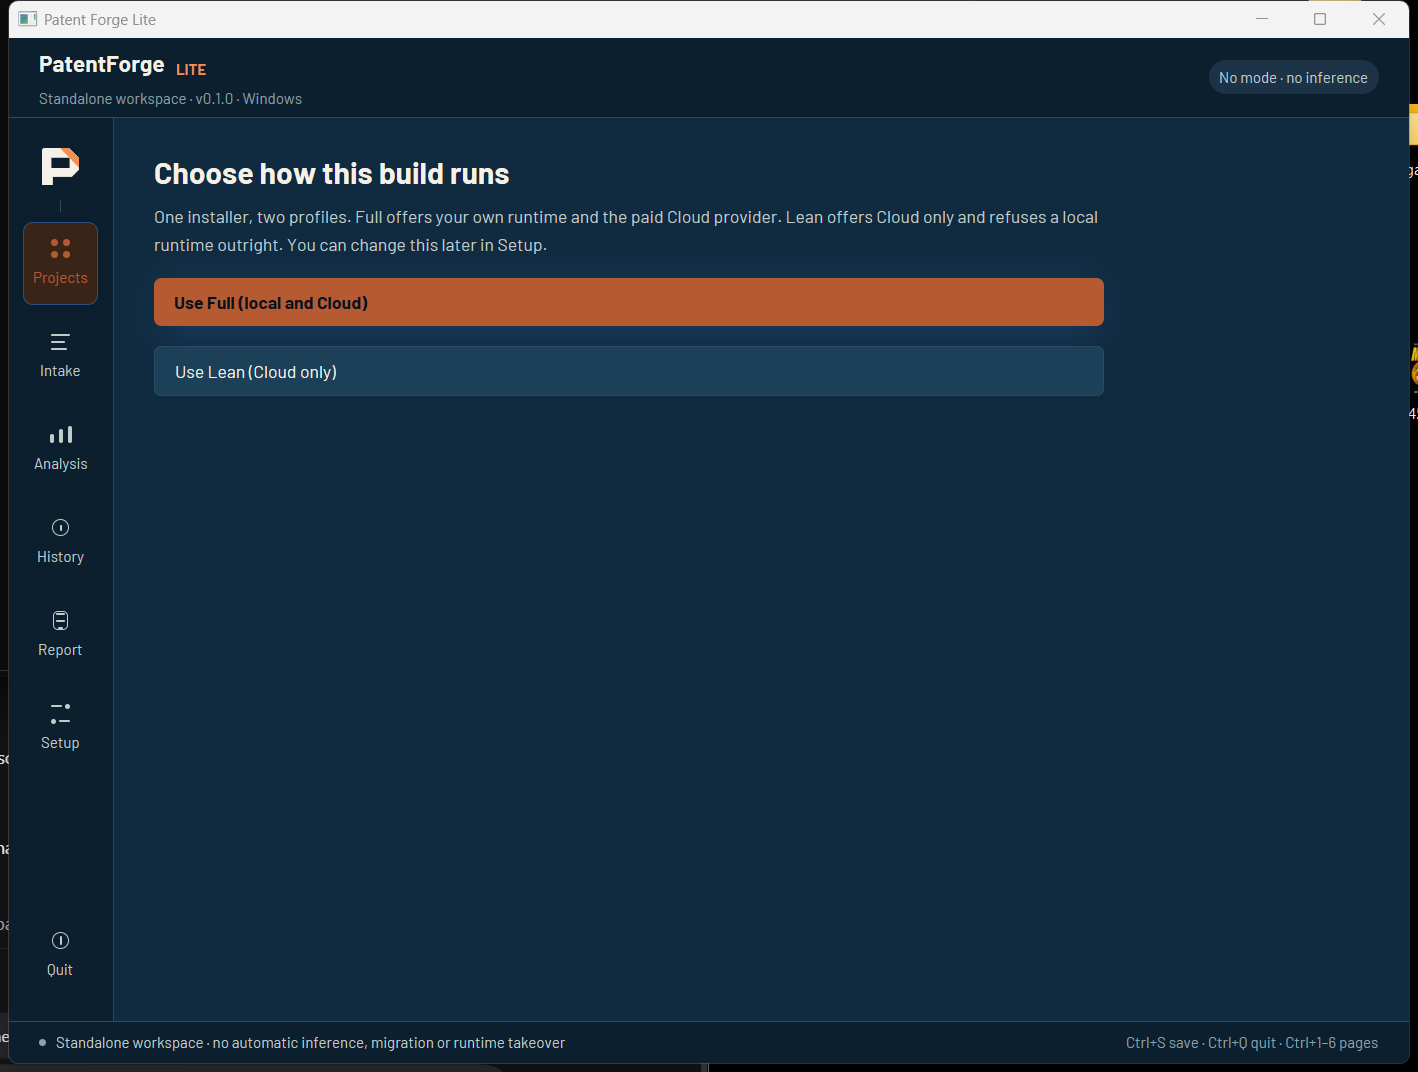 Patent Forge Lite
PatentForge LITE
Standalone workspace · v0.1.0 · Windows
No mode · no inference
Projects
Intake
Analysis
History
Report
Setup
Quit
Choose how this build runs
One installer, two profiles. Full offers your own runtime and the paid Cloud provider. Lean offers Cloud only and refuses a local
runtime outright. You can change this later in Setup.
Use Full (local and Cloud)
Use Lean (Cloud only)
Standalone workspace · no automatic inference, migration or runtime takeover
Ctrl+S save · Ctrl+Q quit · Ctrl+1–6 pages